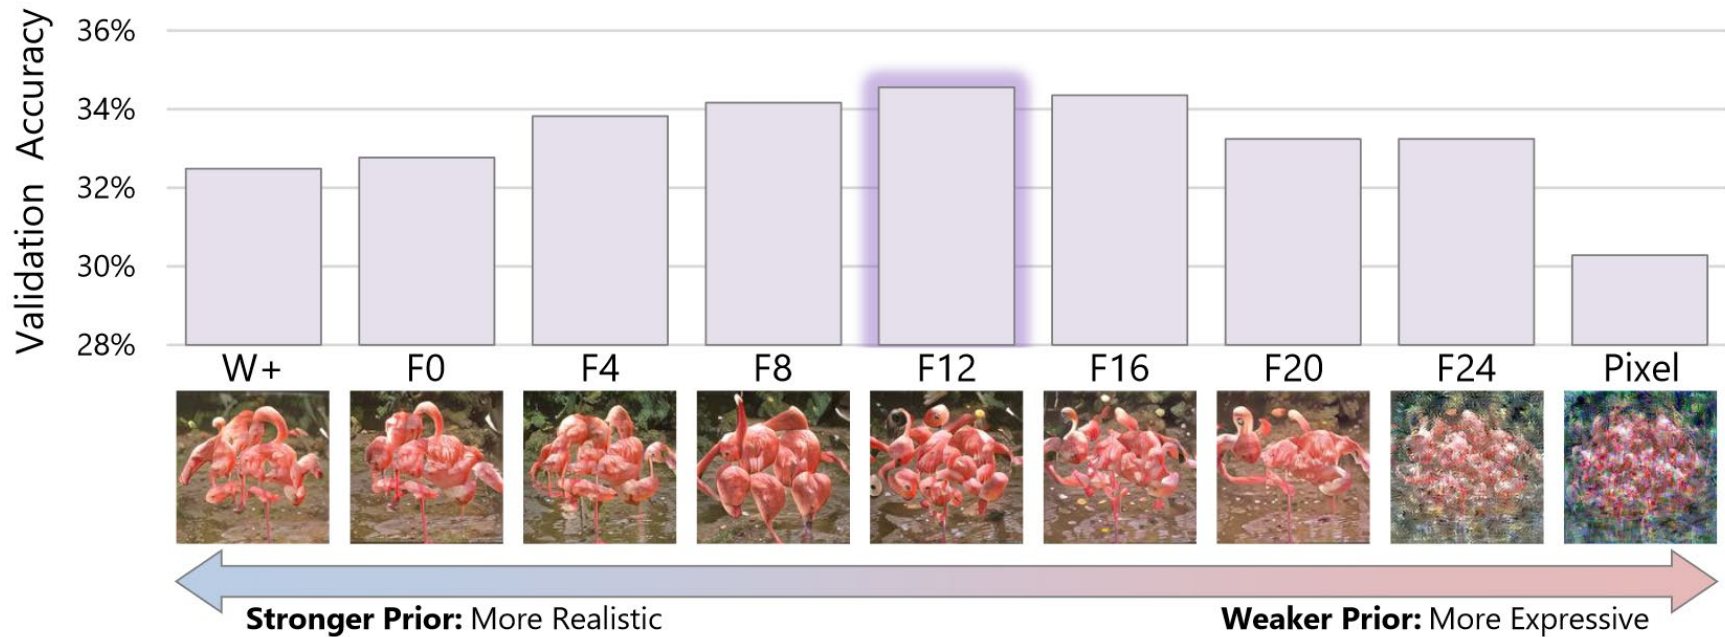 Validation Accuracy
36%
34%
32%
30%
28%
W+ F0 F4 F8 F12 F16 F20 F24 Pixel
Stronger Prior: More Realistic
Weaker Prior: More Expressive